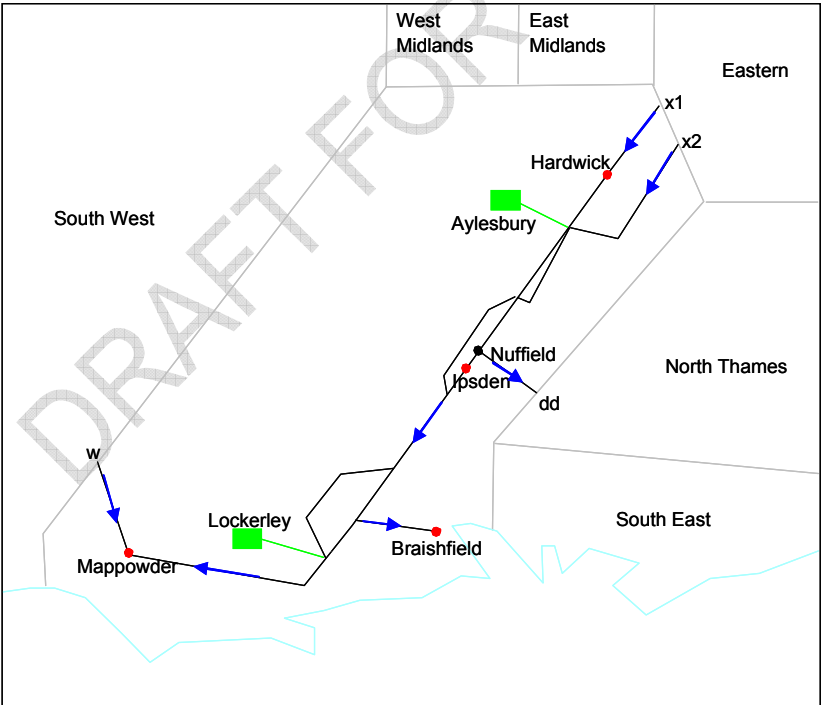 West
Midlands
East
Midlands
Eastern
x1
x2
Hardwick
South West
Aylesbury
Nuffield
Ipsden
North Thames
dd
w
Lockerley
South East
Braishfield
Mappowder
DRAFT FOR